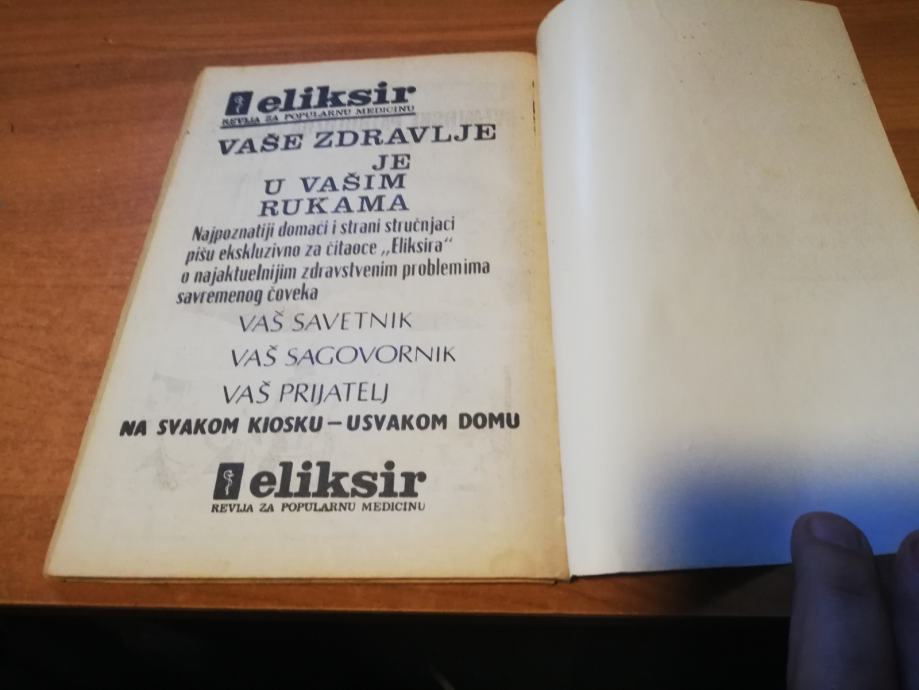 eliksir
REVIJA ZA POPULARNU MEDICINU
VAŠE ZDRAVLJE
JE
U VAŠIM
RUKAMA
Najpoznatiji domaći i strani stručnjaci
pišu ekskluzivno za čitaoce „Eliksira“
o najaktuelnijim zdravstvenim problemima
savremenog čoveka
VAŠ SAVETNIK
VAŠ SAGOVORNIK
VAŠ PRIJATELJ
NA SVAKOM KIOSKU – USVAKOM DOMU
eliksir
REVIJA ZA POPULARNU MEDICINU